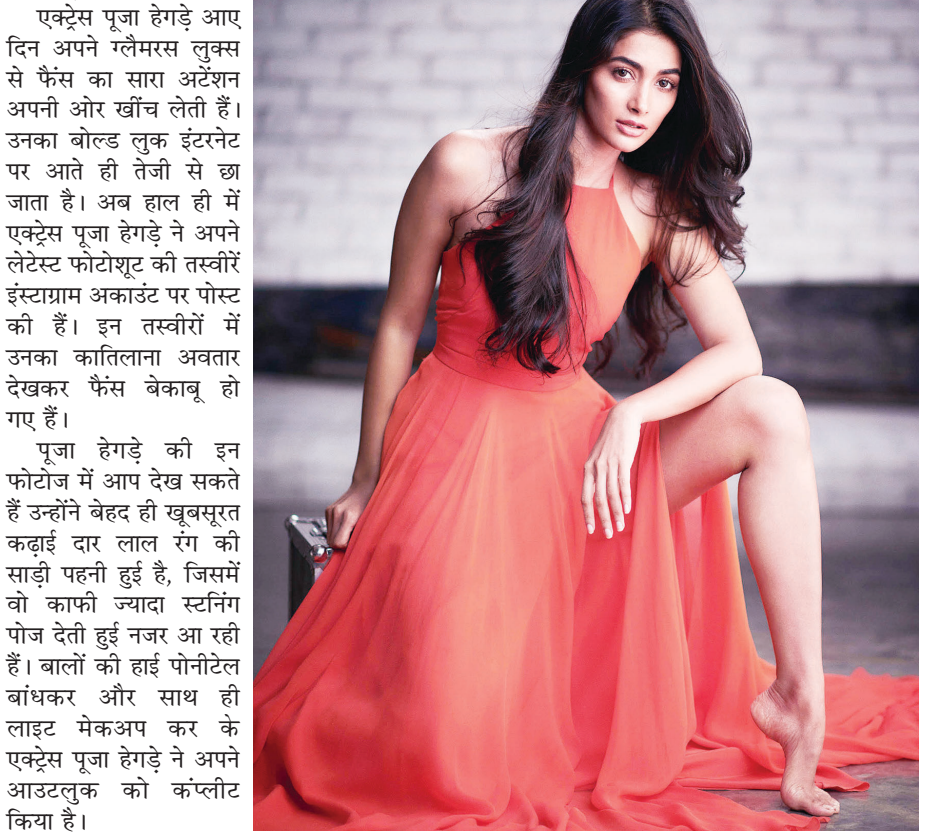 एक्ट्रेस पूजा हेगड़े आए
दिन अपने ग्लैमरस लुक्स
से फैंस का सारा अटेंशन
अपनी ओर खींच लेती हैं।
उनका बोल्ड लुक इंटरनेट
पर आते ही तेजी से छा
जाता है। अब हाल ही में
एक्ट्रेस पूजा हेगड़े ने अपने
लेटेस्ट फोटोशूट की तस्वीरें
इंस्टाग्राम अकाउंट पर पोस्ट
की हैं। इन तस्वीरों में
उनका कातिलाना अवतार
देखकर फैंस बेकाबू हो
गए हैं।
पूजा हेगड़े की इन
फोटोज में आप देख सकते
हैं उन्होंने बेहद ही खूबसूरत
कढ़ाई दार लाल रंग की
साड़ी पहनी हुई है, जिसमें
वो काफी ज्यादा स्टनिंग
पोज देती हुई नजर आ रही
हैं। बालों की हाई पोनीटेल
बांधकर और साथ ही
लाइट मेकअप कर के
एक्ट्रेस पूजा हेगड़े ने अपने
आउटलुक को कंप्लीट
किया है।